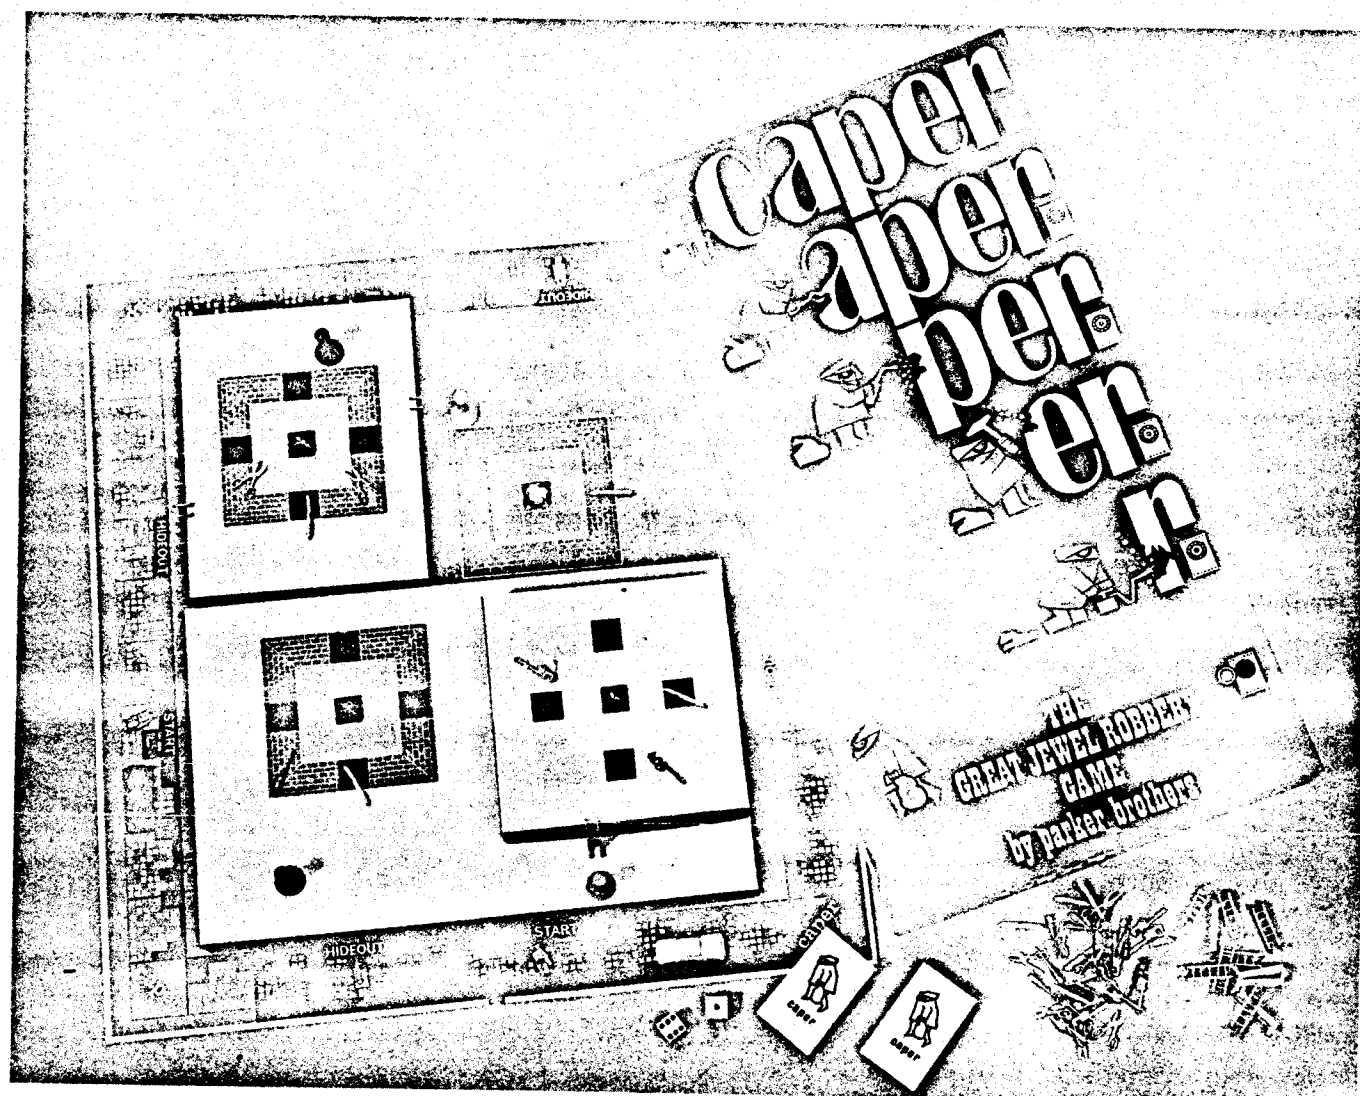 caper
aper
per
er
r
THE
GREAT JEWEL ROBBERY
GAME
by parker brothers
HIDEOUT
HIDEOUT
START
HIDEOUT
START
caper
caper
caper